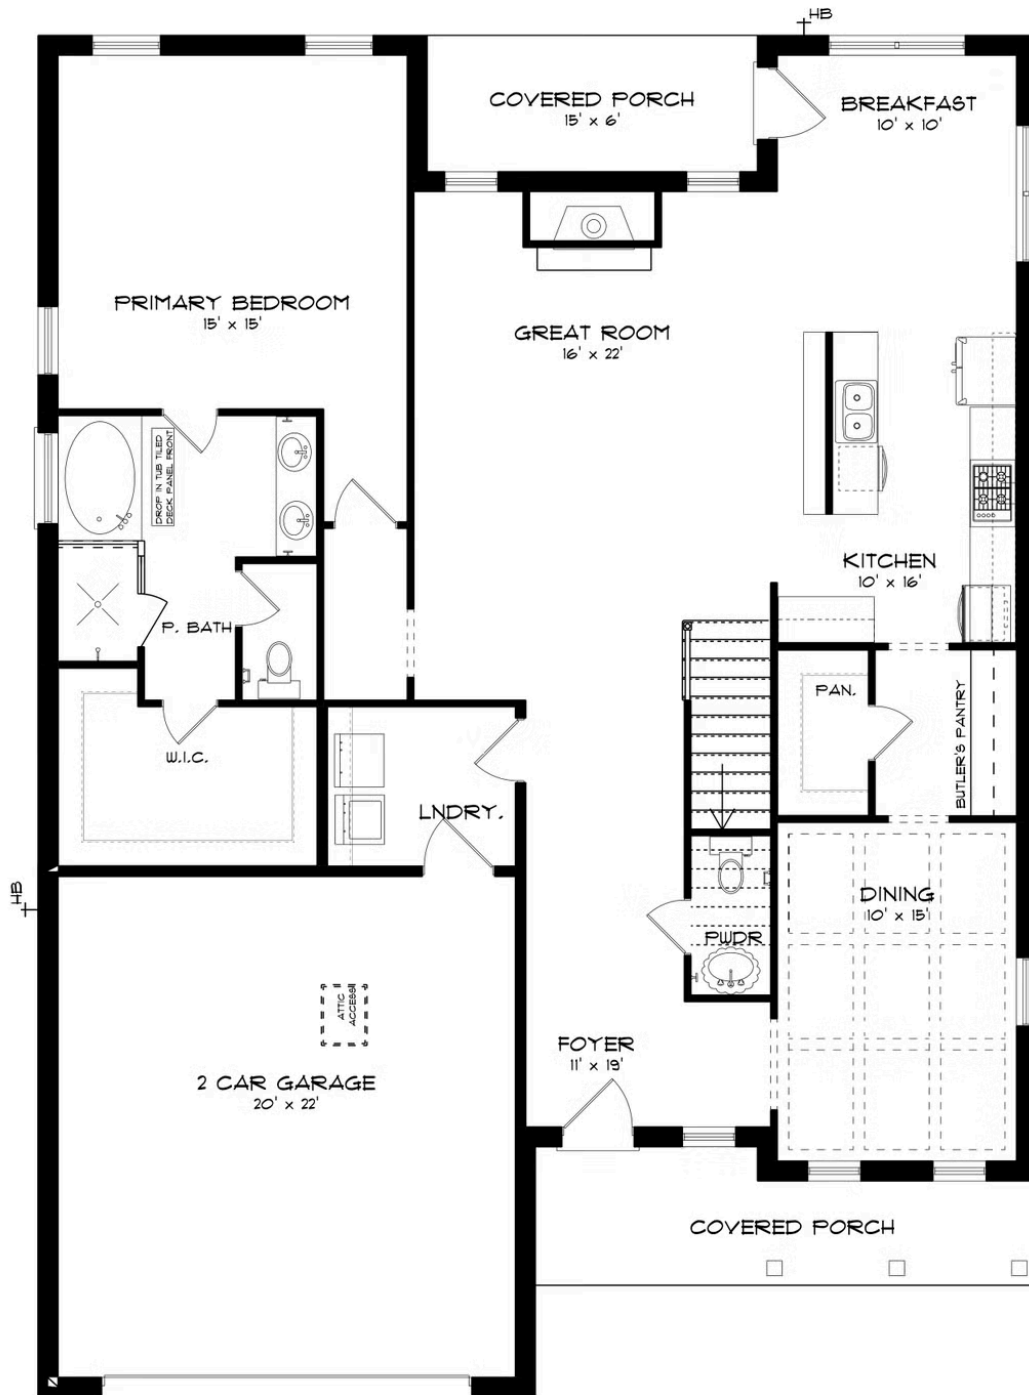 HB
COVERED PORCH
15' x 6'
BREAKFAST
10' x 10'
PRIMARY BEDROOM
15' x 15'
GREAT ROOM
16' x 22'
DROP IN TUB TILED
DECK PANEL FRONT
KITCHEN
10' x 16'
P. BATH
PAN.
BUTLER'S PANTRY
W.I.C.
LNDRY.
HB
DINING
10' x 15'
PWDR
ATTIC
ACCESS
FOYER
11' x 19'
2 CAR GARAGE
20' x 22'
COVERED PORCH